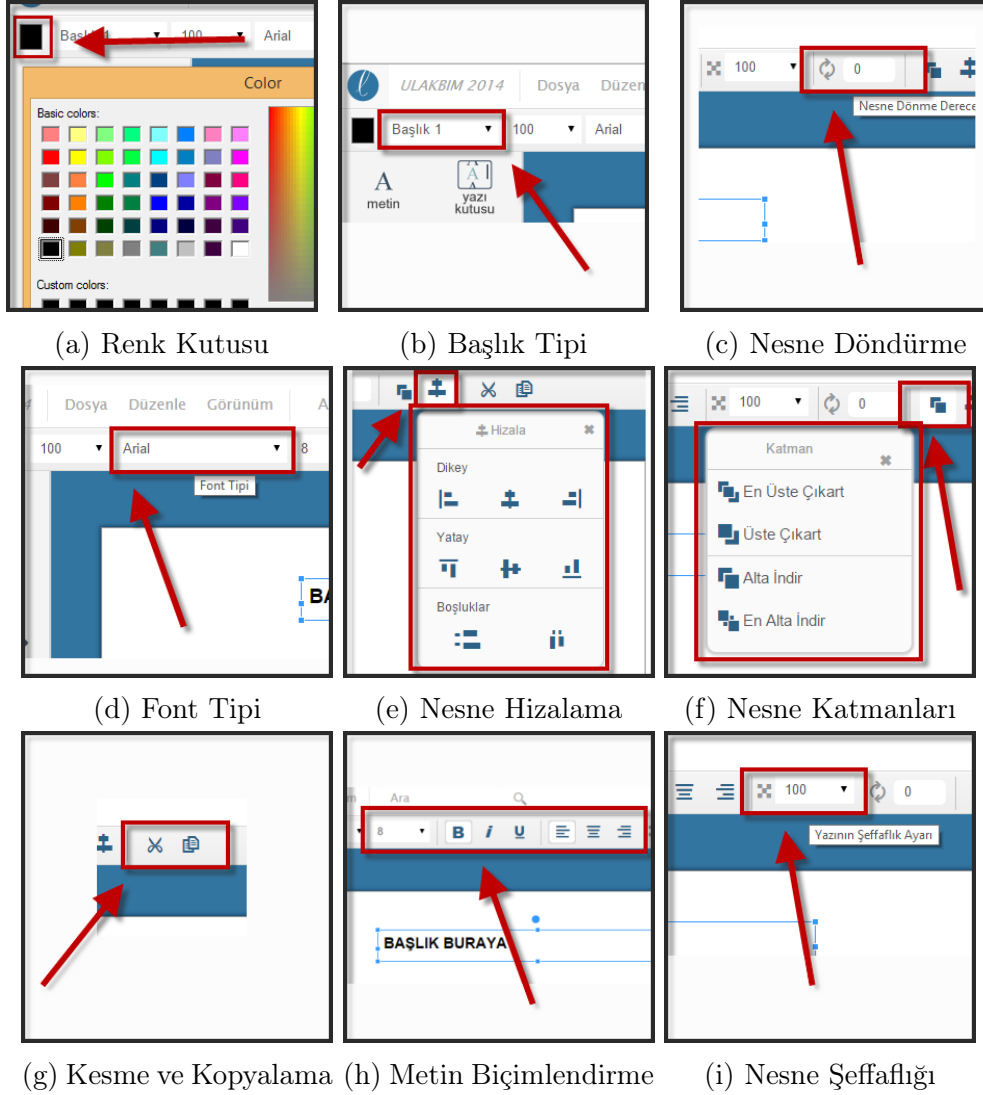 Başlık 1 100 Arial
Color
Basic colors:
Custom colors:
(a) Renk Kutusu
ULAKBIM 2014 Dosya Düzen
Başlık 1 100 Arial
A A
metin yazı
kutusu
(b) Başlık Tipi
100 0
Nesne Dönme Derece
(c) Nesne Döndürme
Dosya Düzenle Görünüm A
100 Arial 8
Font Tipi
BA
(d) Font Tipi
Hizala
Dikey
Yatay
Boşluklar
(e) Nesne Hizalama
100 0
Katman
En Üste Çıkart
Üste Çıkart
Alta İndir
En Alta İndir
(f) Nesne Katmanları
(g) Kesme ve Kopyalama
m Ara
8 B i U
BAŞLIK BURAYA
(h) Metin Biçimlendirme
100 0
Yazının Şeffaflık Ayarı
(i) Nesne Şeffaflığı